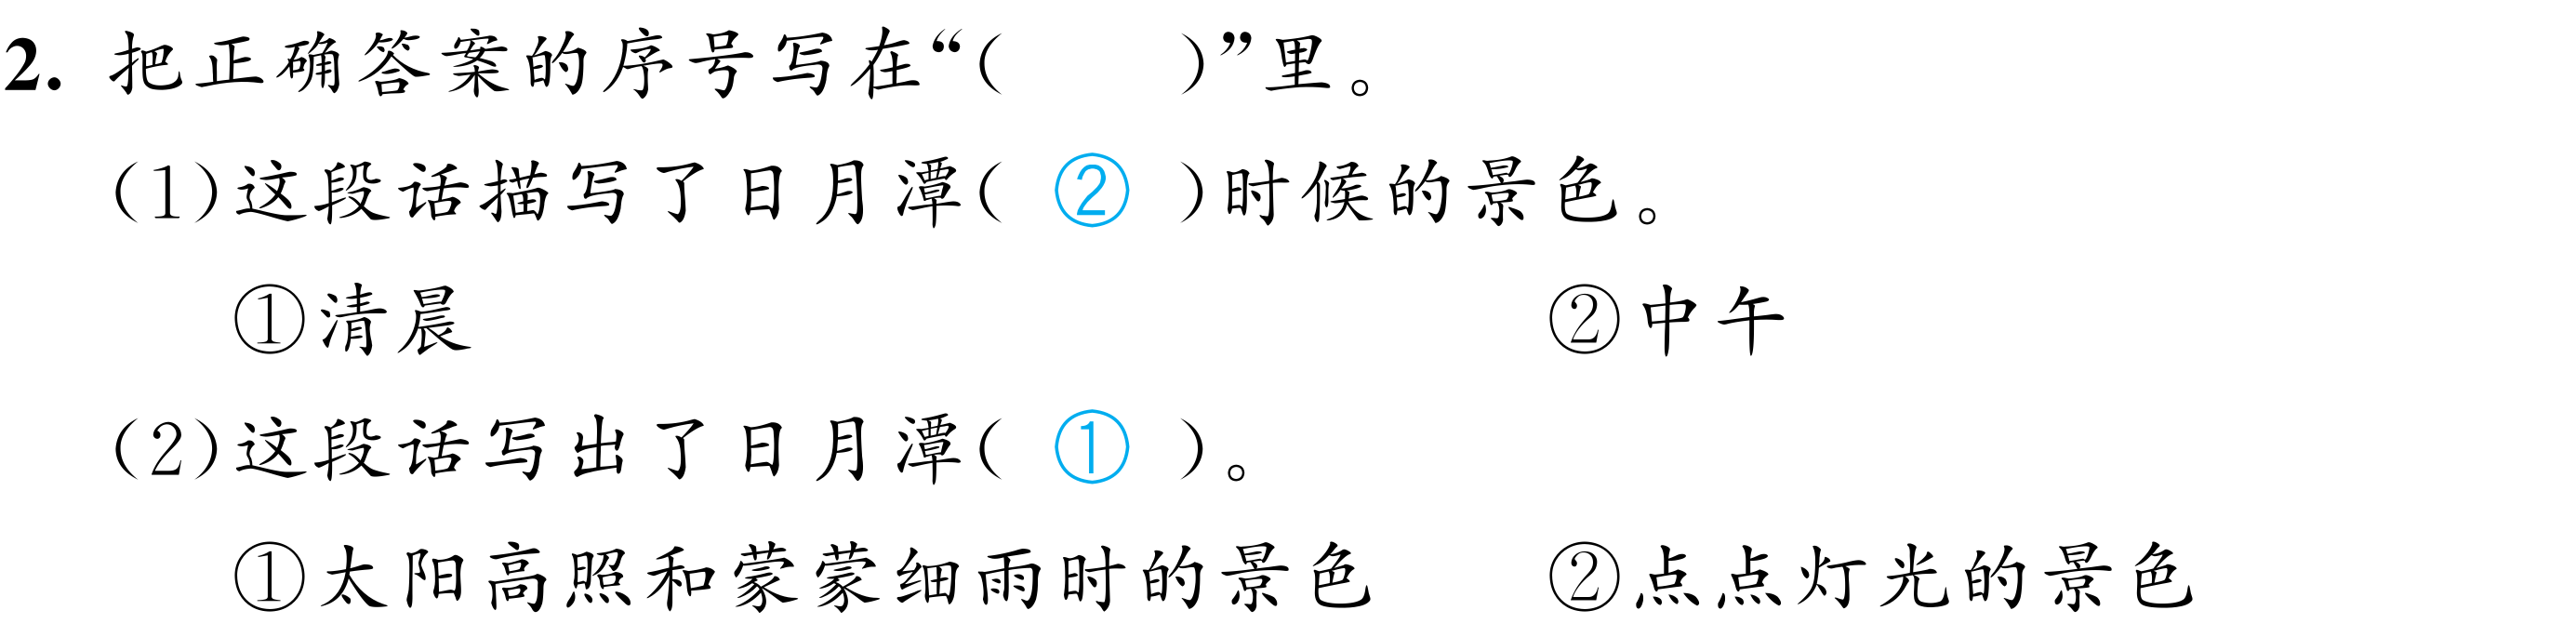 2. 把正确答案的序号写在“(　　)”里。
(1)这段话描写了日月潭( ② )时候的景色。
①清晨　　②中午
(2)这段话写出了日月潭( ① )。
①太阳高照和蒙蒙细雨时的景色　　②点点灯光的景色